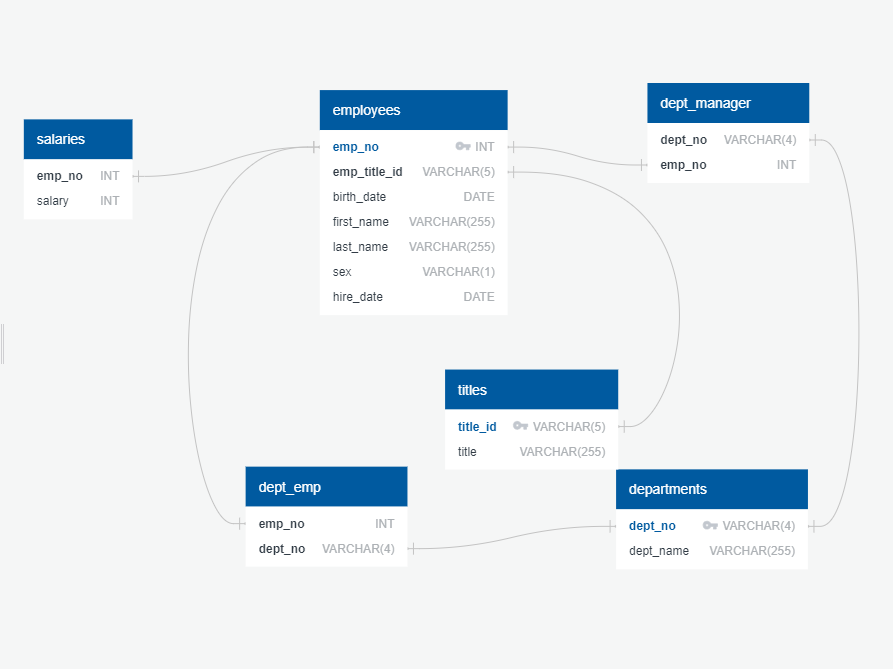 salaries
emp_no INT
salary INT
employees
emp_no INT
emp_title_id VARCHAR(5)
birth_date DATE
first_name VARCHAR(255)
last_name VARCHAR(255)
sex VARCHAR(1)
hire_date DATE
dept_manager
dept_no VARCHAR(4)
emp_no INT
titles
title_id VARCHAR(5)
title VARCHAR(255)
dept_emp
emp_no INT
dept_no VARCHAR(4)
departments
dept_no VARCHAR(4)
dept_name VARCHAR(255)